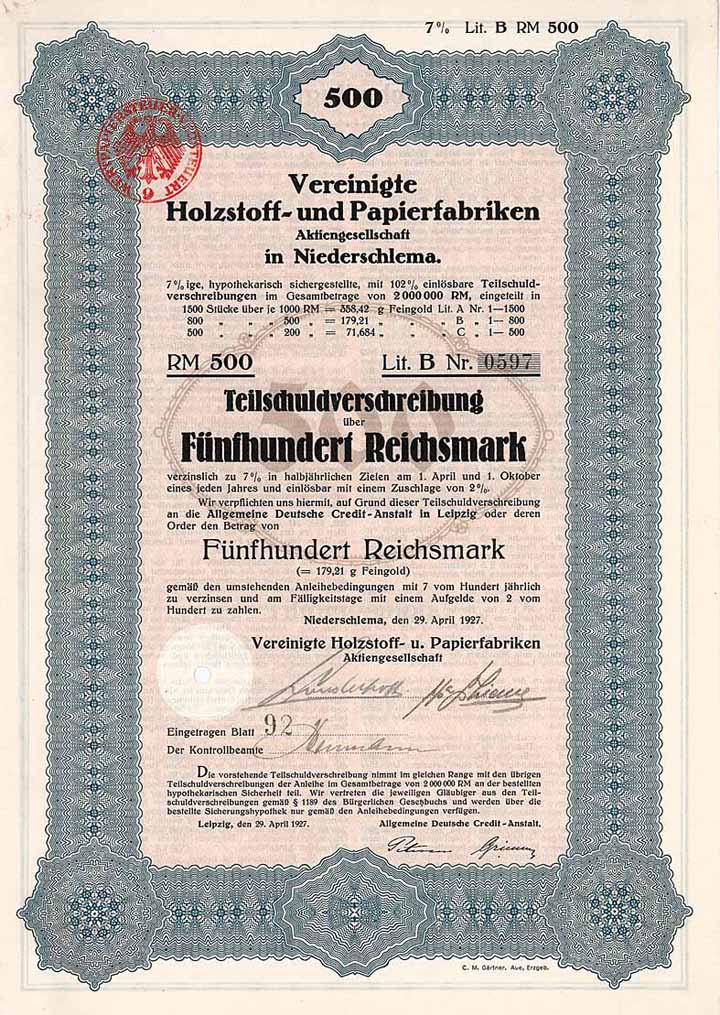 7% Lit. B RM 500
500
WERTPAPIERSTEUER VERSTEUERT
6
Vereinigte
Holzstoff- und Papierfabriken
Aktiengesellschaft
in Niederschlema.
7%ige, hypothekarisch sichergestellte, mit 102% einlösbare Teilschuld-
verschreibungen im Gesamtbetrage von 2 000 000 RM, eingeteilt in
1500 Stücke über je 1000 RM = 358,42 g Feingold Lit. A Nr. 1—1500
800 „ „ „ 500 „ = 179,21 „ „ „ B „ 1— 800
500 „ „ „ 200 „ = 71,684 „ „ „ C „ 1— 500
RM 500 Lit. B Nr. 0597
Teilschuldverschreibung
über
Fünfhundert Reichsmark
verzinslich zu 7% in halbjährlichen Zielen am 1. April und 1. Oktober
eines jeden Jahres und einlösbar mit einem Zuschlage von 2%.
Wir verpflichten uns hiermit, auf Grund dieser Teilschuldverschreibung
an die Allgemeine Deutsche Credit-Anstalt in Leipzig oder deren
Order den Betrag von
Fünfhundert Reichsmark
(= 179,21 g Feingold)
gemäß den umstehenden Anleihebedingungen mit 7 vom Hundert jährlich
zu verzinsen und am Fälligkeitstage mit einem Aufgelde von 2 vom
Hundert zu zahlen.
Niederschlema, den 29. April 1927.
Vereinigte Holzstoff- u. Papierfabriken
Aktiengesellschaft
Eingetragen Blatt 92
Der Kontrollbeamte
Die vorstehende Teilschuldverschreibung nimmt im gleichen Range mit den übrigen
Teilschuldverschreibungen der Anleihe im Gesamtbetrage von 2 000 000 RM an der bestellten
hypothekarischen Sicherheit teil. Wir vertreten die jeweiligen Gläubiger aus den Teil-
schuldverschreibungen gemäß § 1189 des Bürgerlichen Gesetzbuchs und werden über die
bestellte Sicherungshypothek nur gemäß den Anleihebedingungen verfügen.
Leipzig, den 29. April 1927. Allgemeine Deutsche Credit-Anstalt.
C. M. Gärtner, Aue, Erzgeb.